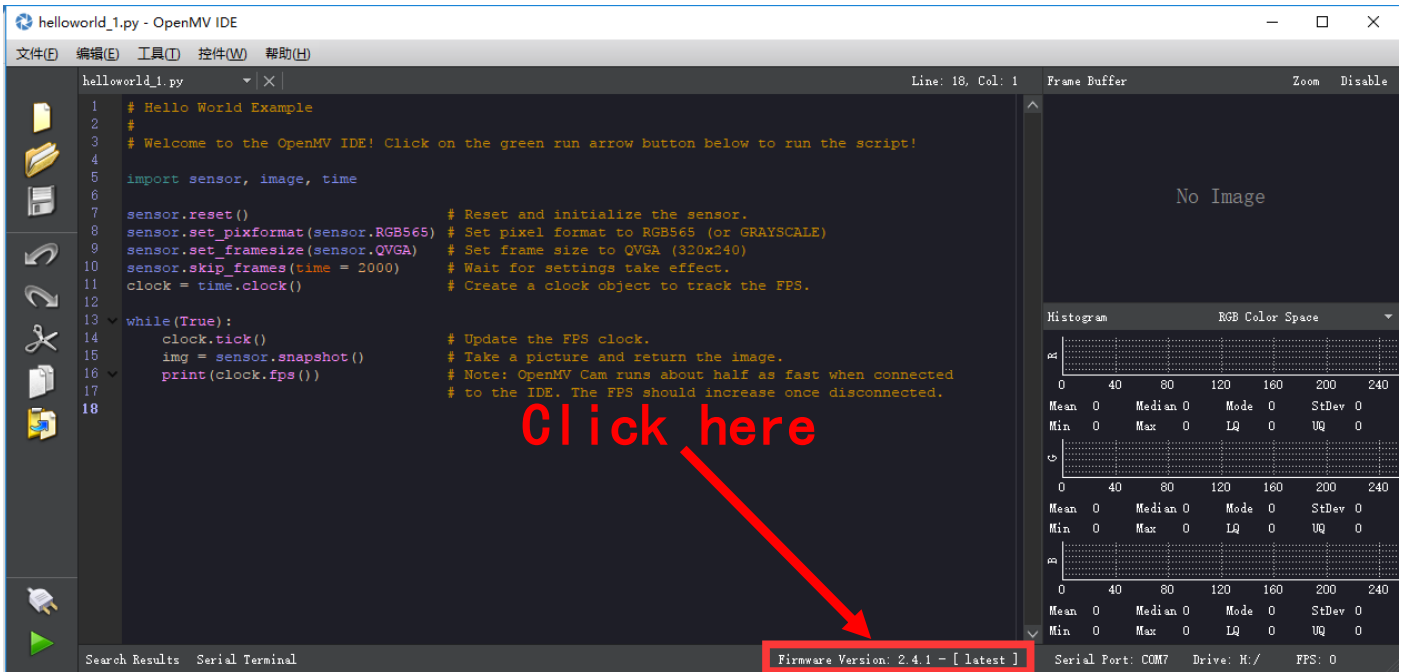 helloworld_1.py - OpenMV IDE
文件(F) 编辑(E) 工具(T) 控件(W) 帮助(H)
helloworld_1.py Line: 18, Col: 1 Frame Buffer Zoom Disable
1 # Hello World Example
2 #
3 # Welcome to the OpenMV IDE! Click on the green run arrow button below to run the script!
4
5 import sensor, image, time
6
7 sensor.reset() # Reset and initialize the sensor.
8 sensor.set_pixformat(sensor.RGB565) # Set pixel format to RGB565 (or GRAYSCALE)
9 sensor.set_framesize(sensor.QVGA) # Set frame size to QVGA (320x240)
10 sensor.skip_frames(time = 2000) # Wait for settings take effect.
11 clock = time.clock() # Create a clock object to track the FPS.
12
13 while(True):
14 clock.tick() # Update the FPS clock.
15 img = sensor.snapshot() # Take a picture and return the image.
16 print(clock.fps()) # Note: OpenMV Cam runs about half as fast when connected
17 # to the IDE. The FPS should increase once disconnected.
18
Click here
No Image
Histogram RGB Color Space
R
0 40 80 120 160 200 240
Mean 0 Median 0 Mode 0 StDev 0
Min 0 Max 0 LQ 0 UQ 0
G
0 40 80 120 160 200 240
Mean 0 Median 0 Mode 0 StDev 0
Min 0 Max 0 LQ 0 UQ 0
B
0 40 80 120 160 200 240
Mean 0 Median 0 Mode 0 StDev 0
Min 0 Max 0 LQ 0 UQ 0
Search Results Serial Terminal Firmware Version: 2.4.1 - [ latest ] Serial Port: COM7 Drive: H:/ FPS: 0